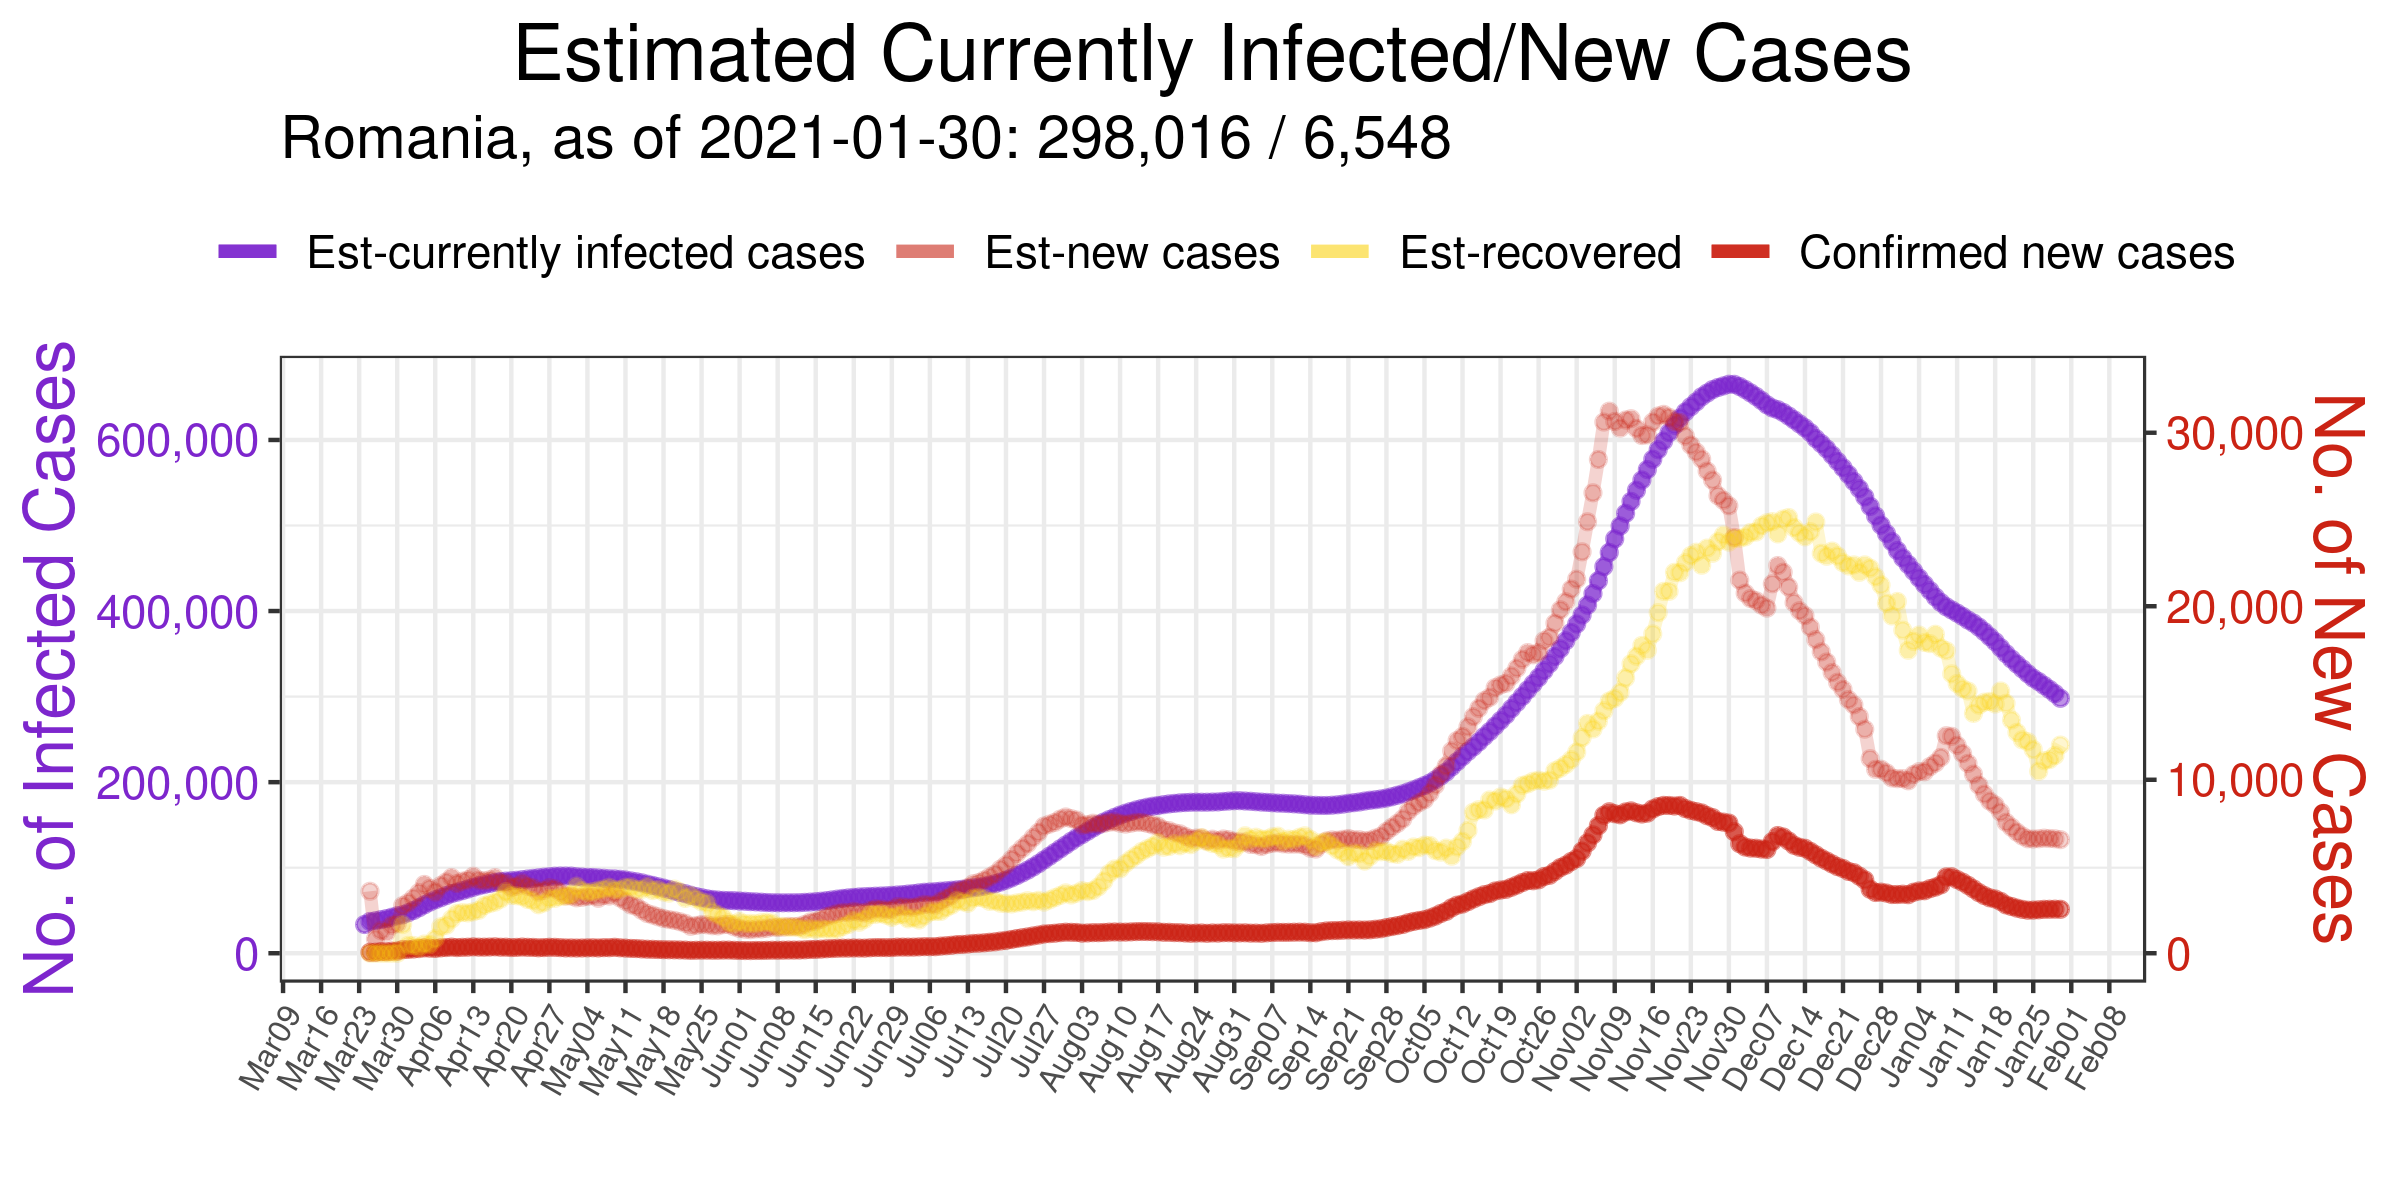 Estimated Currently Infected/New Cases
Romania, as of 2021-01-30: 298,016 / 6,548
Est-currently infected cases Est-new cases Est-recovered Confirmed new cases
No. of Infected Cases
600,000
400,000
200,000
0
30,000
20,000
10,000
0
No. of New Cases
Mar09 Mar16 Mar23 Mar30 Apr06 Apr13 Apr20 Apr27 May04 May11 May18 May25 Jun01 Jun08 Jun15 Jun22 Jun29 Jul06 Jul13 Jul20 Jul27 Aug03 Aug10 Aug17 Aug24 Aug31 Sep07 Sep14 Sep21 Sep28 Oct05 Oct12 Oct19 Oct26 Nov02 Nov09 Nov16 Nov23 Nov30 Dec07 Dec14 Dec21 Dec28 Jan04 Jan11 Jan18 Jan25 Feb01 Feb08